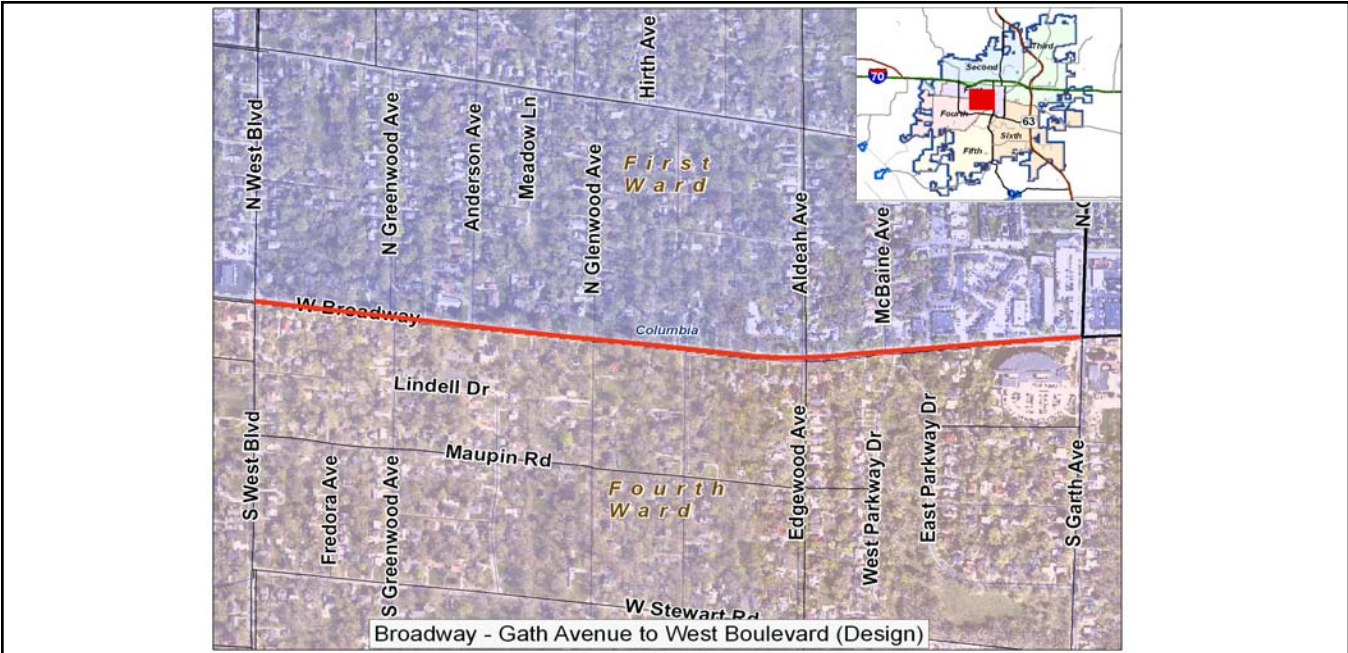 Hirth Ave
Third
Second
70
Fourth
63
Sixth
Fifth
N West Blvd
N Greenwood Ave
Anderson Ave
Meadow Ln
N Glenwood Ave
First
Ward
Aldeah Ave
McBaine Ave
W Broadway
Columbia
Lindell Dr
Maupin Rd
S West Blvd
Fredora Ave
S Greenwood Ave
Fourth
Ward
Edgewood Ave
West Parkway Dr
East Parkway Dr
S Garth Ave
W Stewart Rd
Broadway - Gath Avenue to West Boulevard (Design)